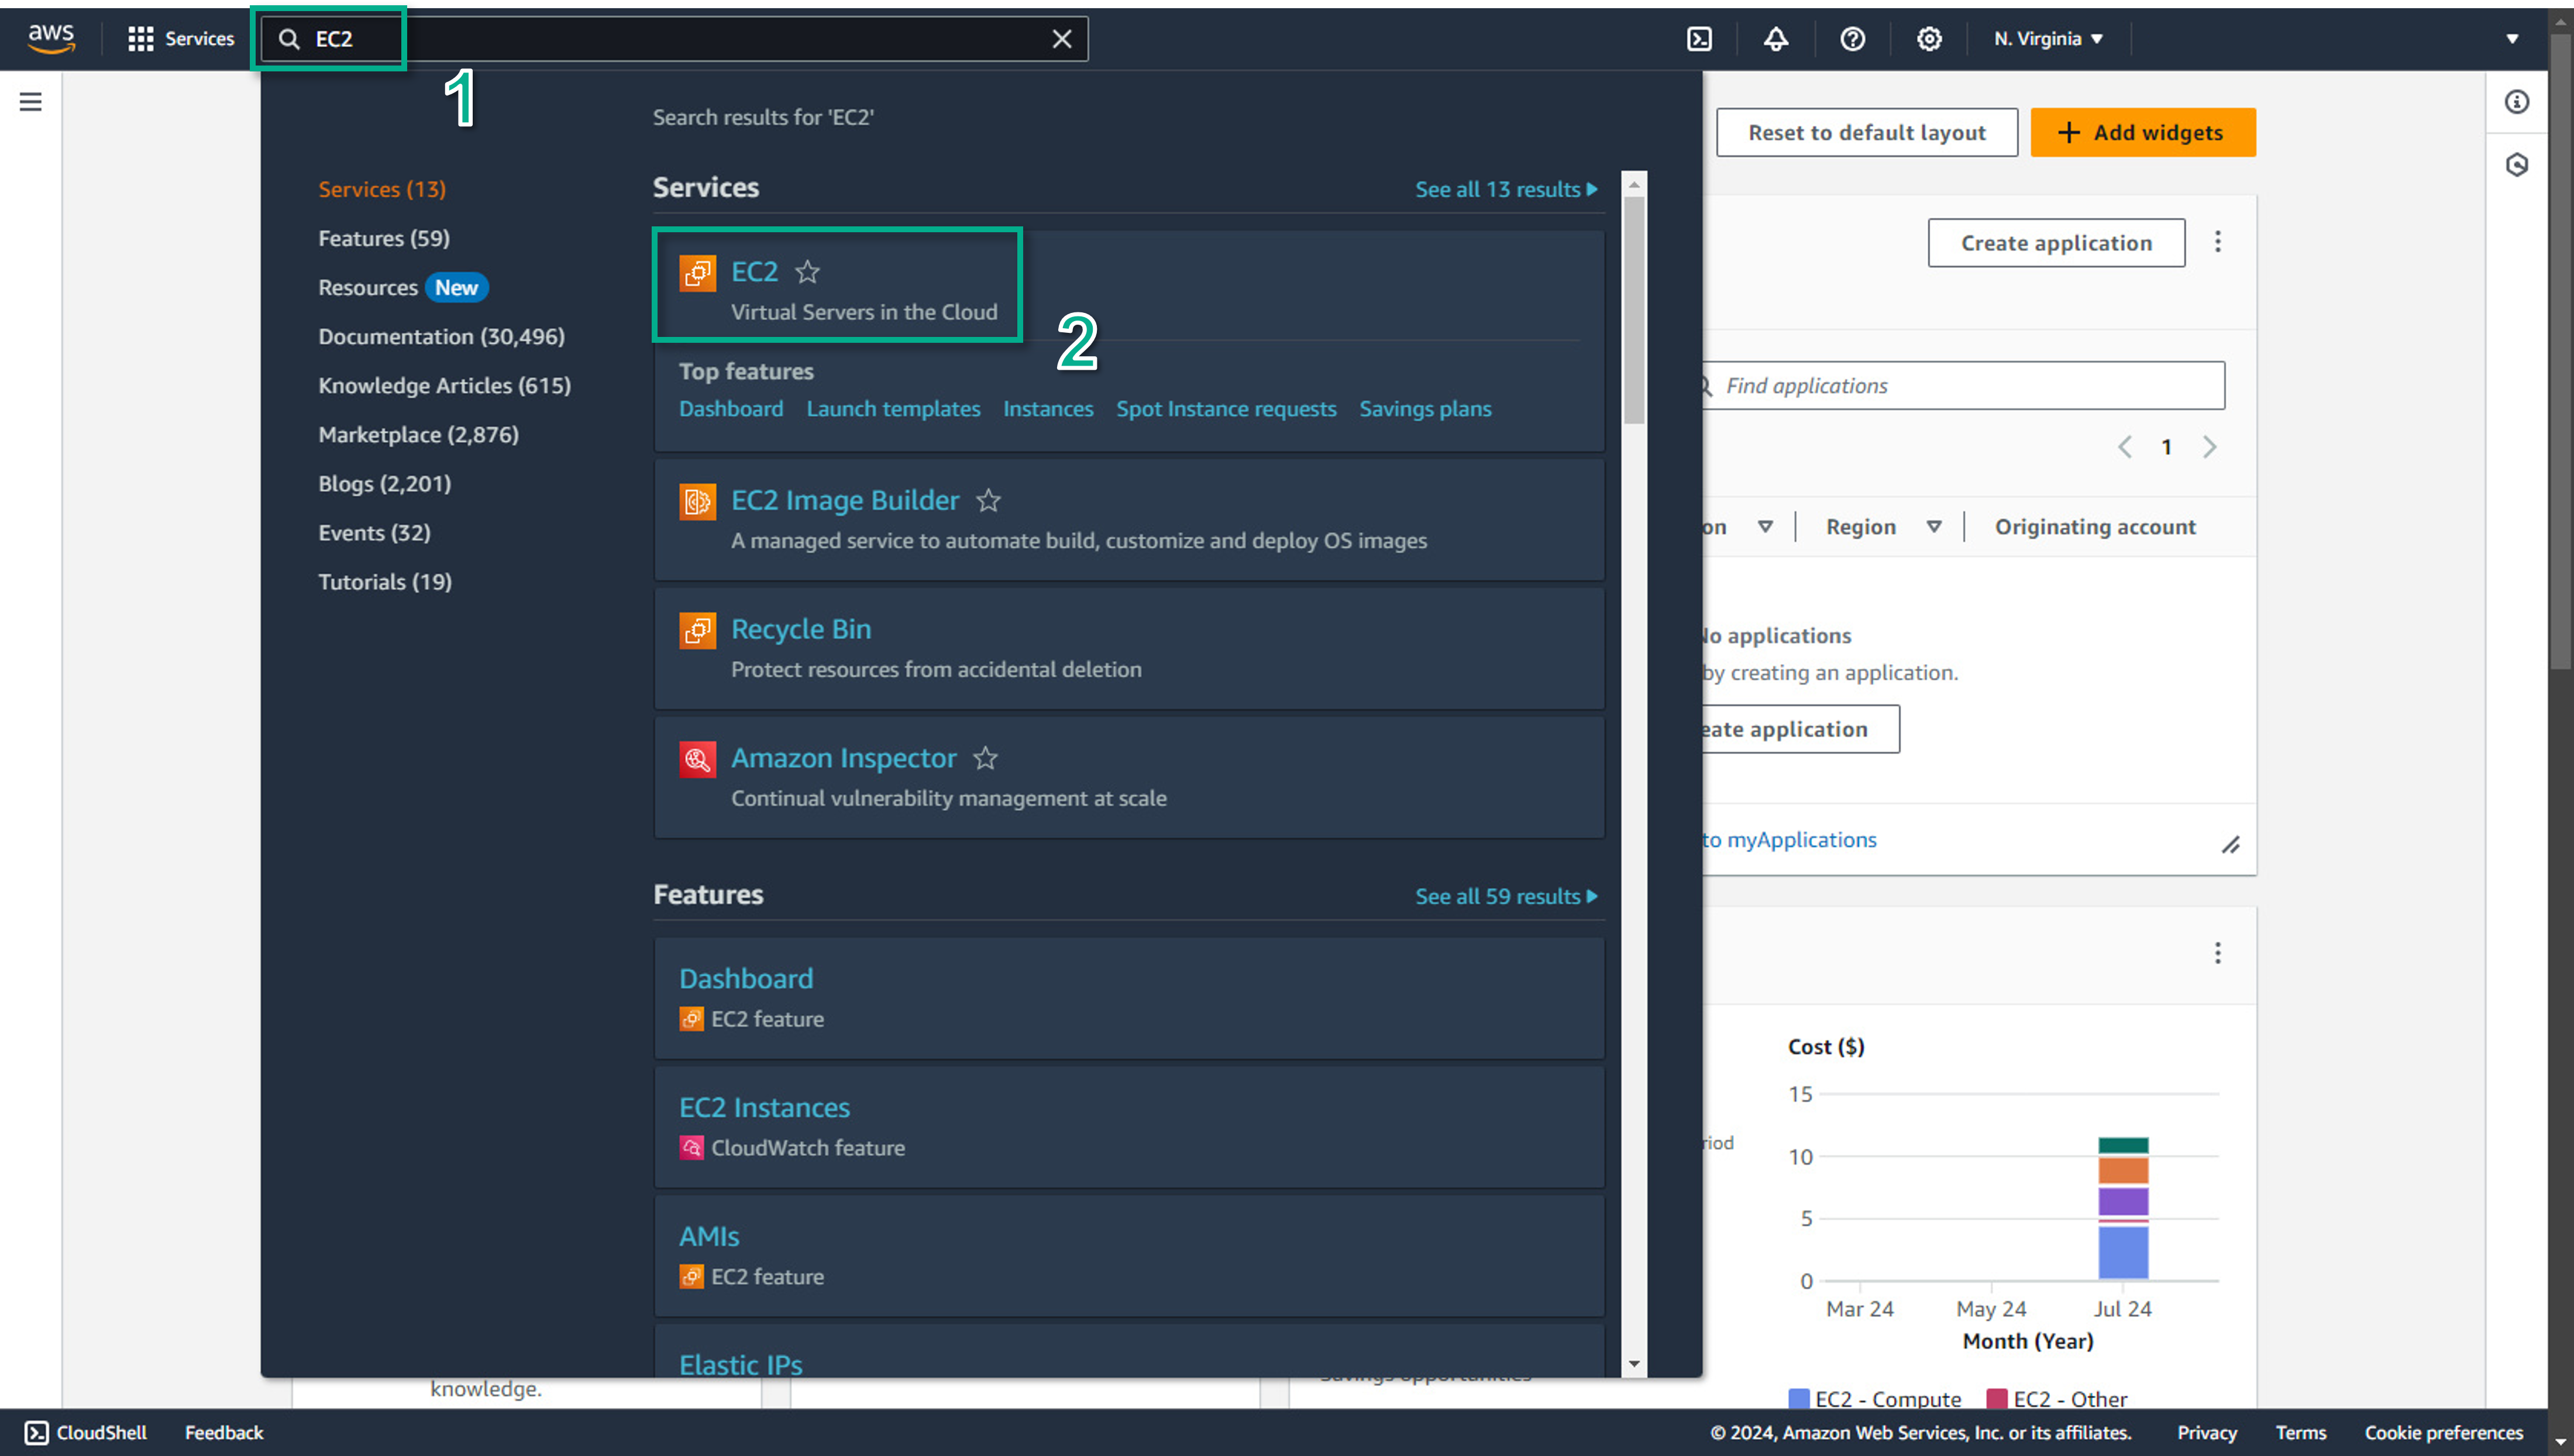 aws
Services
EC2
N. Virginia
1
Search results for 'EC2'
Services (13)
Features (59)
Resources New
Documentation (30,496)
Knowledge Articles (615)
Marketplace (2,876)
Blogs (2,201)
Events (32)
Tutorials (19)
Services
See all 13 results
EC2
Virtual Servers in the Cloud
2
Top features
Dashboard Launch templates Instances Spot Instance requests Savings plans
EC2 Image Builder
A managed service to automate build, customize and deploy OS images
Recycle Bin
Protect resources from accidental deletion
Amazon Inspector
Continual vulnerability management at scale
Features
See all 59 results
Dashboard
EC2 feature
EC2 Instances
CloudWatch feature
AMIs
EC2 feature
Elastic IPs
knowledge.
Reset to default layout
Add widgets
Create application
Find applications
1
on Region Originating account
No applications
by creating an application.
eate application
to myApplications
riod
Cost ($)
15
10
5
0
Mar 24 May 24 Jul 24
Month (Year)
EC2 - Compute EC2 - Other
CloudShell Feedback
© 2024, Amazon Web Services, Inc. or its affiliates. Privacy Terms Cookie preferences